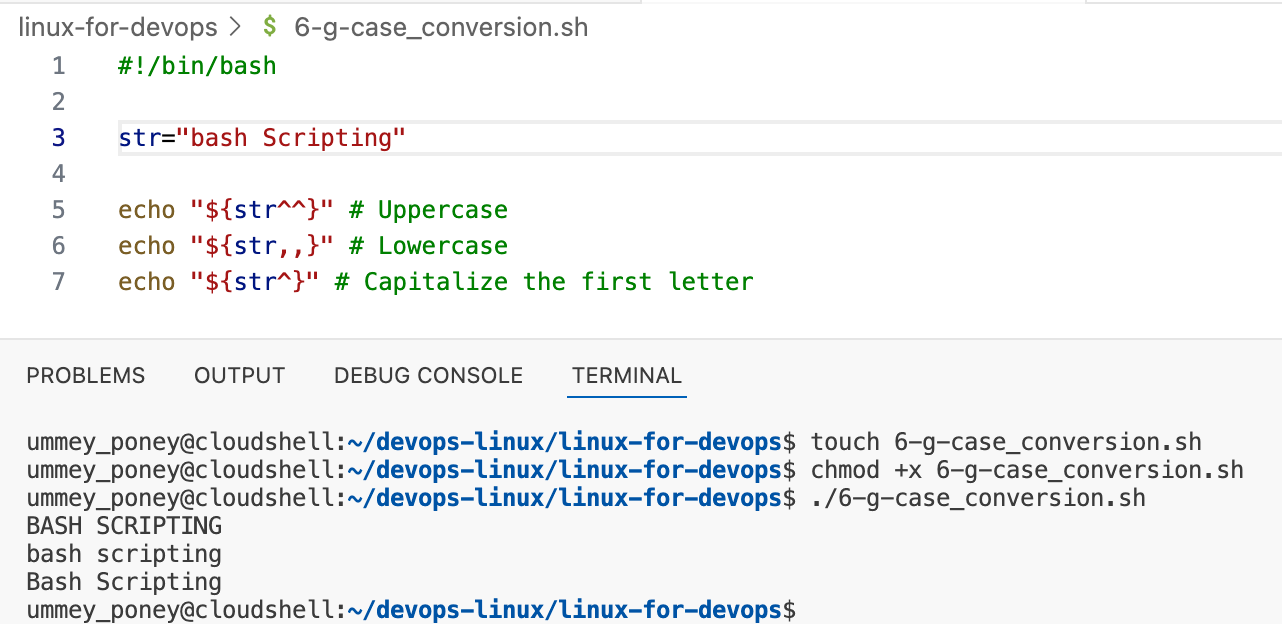 linux-for-devops > $ 6-g-case_conversion.sh
1 #!/bin/bash
2
3 str="bash Scripting"
4
5 echo "${str^^}" # Uppercase
6 echo "${str,,}" # Lowercase
7 echo "${str^}" # Capitalize the first letter
PROBLEMS OUTPUT DEBUG CONSOLE TERMINAL
ummey_poney@cloudshell:~/devops-linux/linux-for-devops$ touch 6-g-case_conversion.sh
ummey_poney@cloudshell:~/devops-linux/linux-for-devops$ chmod +x 6-g-case_conversion.sh
ummey_poney@cloudshell:~/devops-linux/linux-for-devops$ ./6-g-case_conversion.sh
BASH SCRIPTING
bash scripting
Bash Scripting
ummey_poney@cloudshell:~/devops-linux/linux-for-devops$